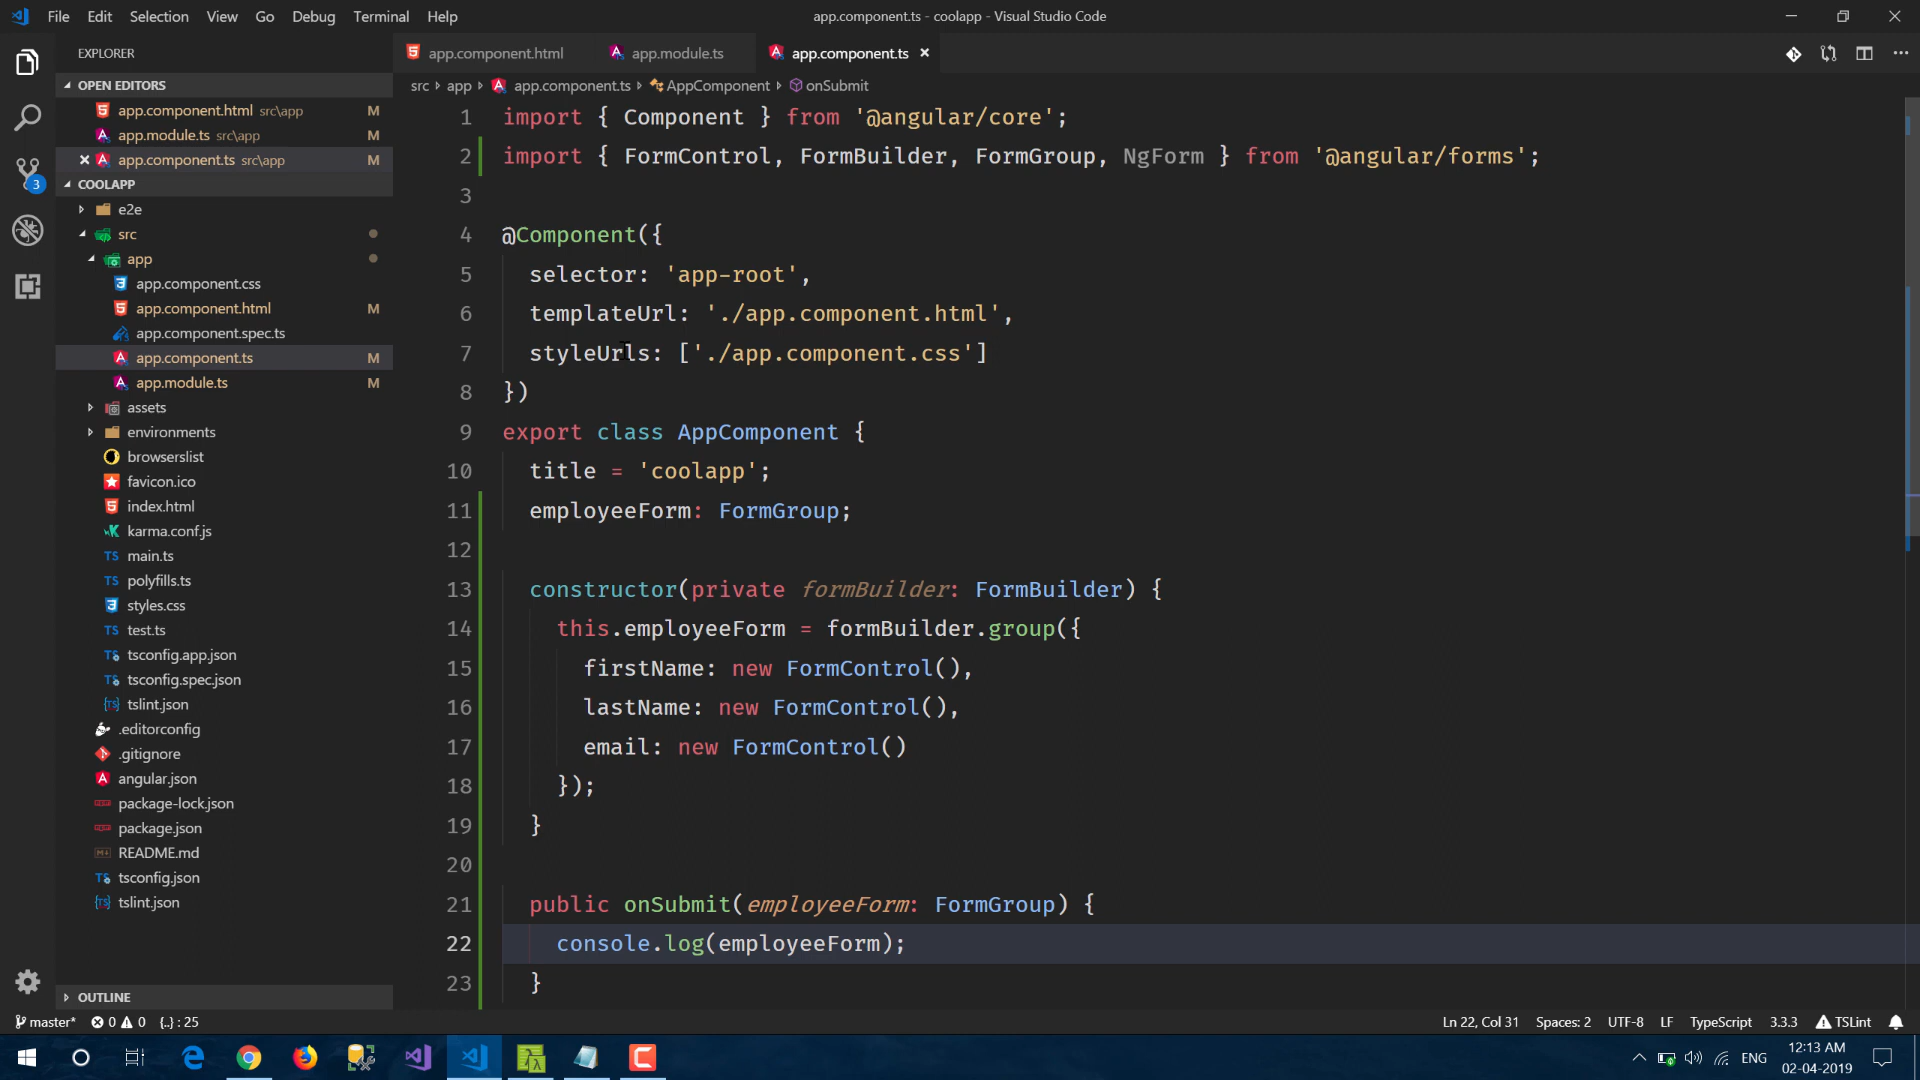 File Edit Selection View Go Debug Terminal Help
app.component.ts - coolapp - Visual Studio Code
EXPLORER
OPEN EDITORS
app.component.html src\app M
app.module.ts src\app M
app.component.ts src\app M
COOLAPP
e2e
src
app
app.component.css
app.component.html M
app.component.spec.ts
app.component.ts M
app.module.ts M
assets
environments
browserslist
favicon.ico
index.html
karma.conf.js
TS main.ts
TS polyfills.ts
styles.css
TS test.ts
TS tsconfig.app.json
TS tsconfig.spec.json
tslint.json
.editorconfig
.gitignore
angular.json
package-lock.json
package.json
README.md
TS tsconfig.json
tslint.json
OUTLINE
3
app.component.html app.module.ts app.component.ts
src app app.component.ts AppComponent onSubmit
1 import { Component } from '@angular/core';
2 import { FormControl, FormBuilder, FormGroup, NgForm } from '@angular/forms';
3
4 @Component({
5 selector: 'app-root',
6 templateUrl: './app.component.html',
7 styleUrls: ['./app.component.css']
8 })
9 export class AppComponent {
10 title = 'coolapp';
11 employeeForm: FormGroup;
12
13 constructor(private formBuilder: FormBuilder) {
14 this.employeeForm = formBuilder.group({
15 firstName: new FormControl(),
16 lastName: new FormControl(),
17 email: new FormControl()
18 });
19 }
20
21 public onSubmit(employeeForm: FormGroup) {
22 console.log(employeeForm);
23 }
master* 0 0 {..} : 25
Ln 22, Col 31 Spaces: 2 UTF-8 LF TypeScript 3.3.3 TSLint
ENG
12:13 AM
02-04-2019